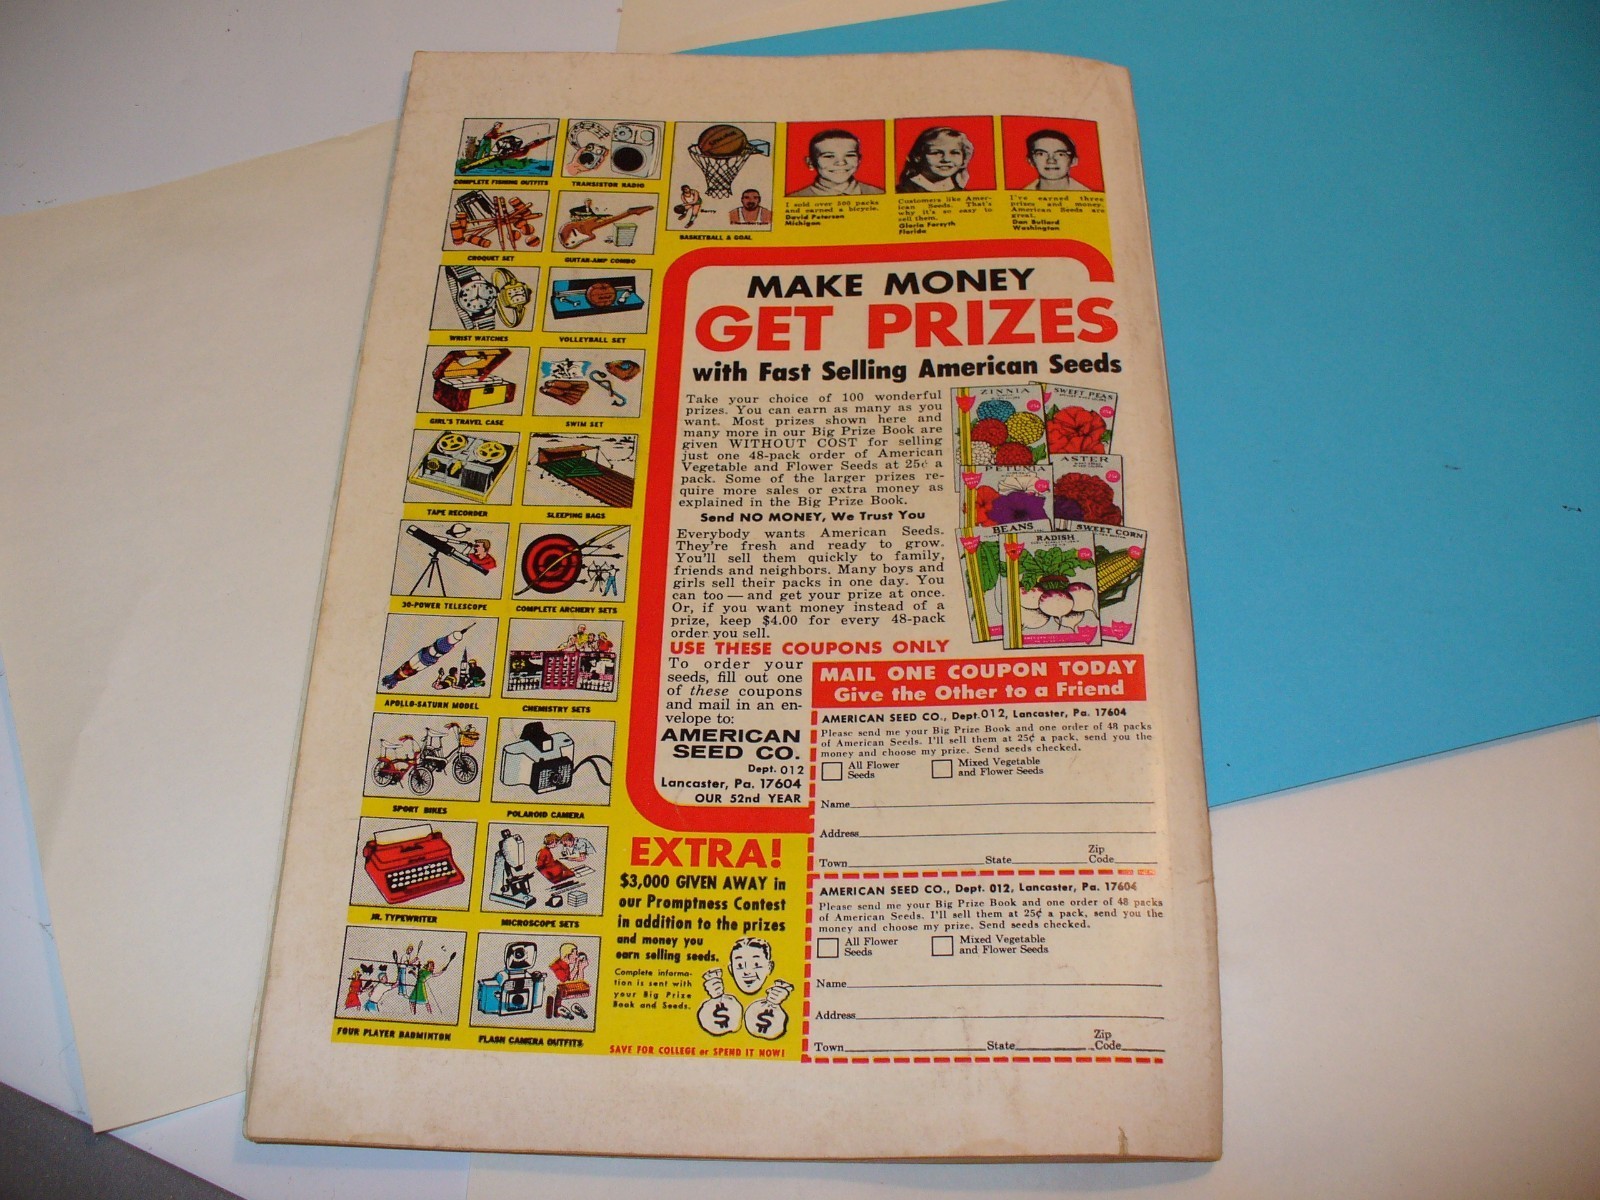 COMPLETE FISHING OUTFITS
TRANSISTOR RADIO
CROQUET SET
GUITAR-AMP COMBO
BASKETBALL & GOAL
WRIST WATCHES
VOLLEYBALL SET
GIRL'S TRAVEL CASE
SWIM SET
TAPE RECORDER
SLEEPING BAGS
30-POWER TELESCOPE
COMPLETE ARCHERY SETS
APOLLO-SATURN MODEL
CHEMISTRY SETS
SPORT BIKES
POLAROID CAMERA
JR. TYPEWRITER
MICROSCOPE SETS
FOUR PLAYER BADMINTON
FLASH CAMERA OUTFITS
I sold over 500 packs
and earned a bicycle.
David Peterson
Michigan
Customers like Amer-
ican Seeds. That's
why it's so easy to
sell them.
Gloria Forsyth
Florida
I've earned three
prizes and money.
American Seeds are
great.
Dan Bullard
Washington
MAKE MONEY
GET PRIZES
with Fast Selling American Seeds
Take your choice of 100 wonderful
prizes. You can earn as many as you
want. Most prizes shown here and
many more in our Big Prize Book are
given WITHOUT COST for selling
just one 48-pack order of American
Vegetable and Flower Seeds at 25¢ a
pack. Some of the larger prizes re-
quire more sales or extra money as
explained in the Big Prize Book.
Send NO MONEY, We Trust You
Everybody wants American Seeds.
They're fresh and ready to grow.
You'll sell them quickly to family,
friends and neighbors. Many boys and
girls sell their packs in one day. You
can too — and get your prize at once.
Or, if you want money instead of a
prize, keep $4.00 for every 48-pack
order you sell.
ZINNIA
SWEET PEAS
PETUNIA
ASTER
BEANS
RADISH
SWEET CORN
USE THESE COUPONS ONLY
To order your
seeds, fill out one
of these coupons
and mail in an en-
velope to:
AMERICAN
SEED CO.
Dept. 012
Lancaster, Pa. 17604
OUR 52nd YEAR
MAIL ONE COUPON TODAY
Give the Other to a Friend
AMERICAN SEED CO., Dept. 012, Lancaster, Pa. 17604
Please send me your Big Prize Book and one order of 48 packs
of American Seeds. I'll sell them at 25¢ a pack, send you the
money and choose my prize. Send seeds checked.
All Flower
Seeds
Mixed Vegetable
and Flower Seeds
Name
Address
Town State Zip Code
AMERICAN SEED CO., Dept. 012, Lancaster, Pa. 17604
Please send me your Big Prize Book and one order of 48 packs
of American Seeds. I'll sell them at 25¢ a pack, send you the
money and choose my prize. Send seeds checked.
All Flower
Seeds
Mixed Vegetable
and Flower Seeds
Name
Address
Town State Zip Code
EXTRA!
$3,000 GIVEN AWAY in
our Promptness Contest
in addition to the prizes
and money you
earn selling seeds.
Complete informa-
tion is sent with
your Big Prize
Book and Seeds.
$ $
SAVE FOR COLLEGE or SPEND IT NOW!